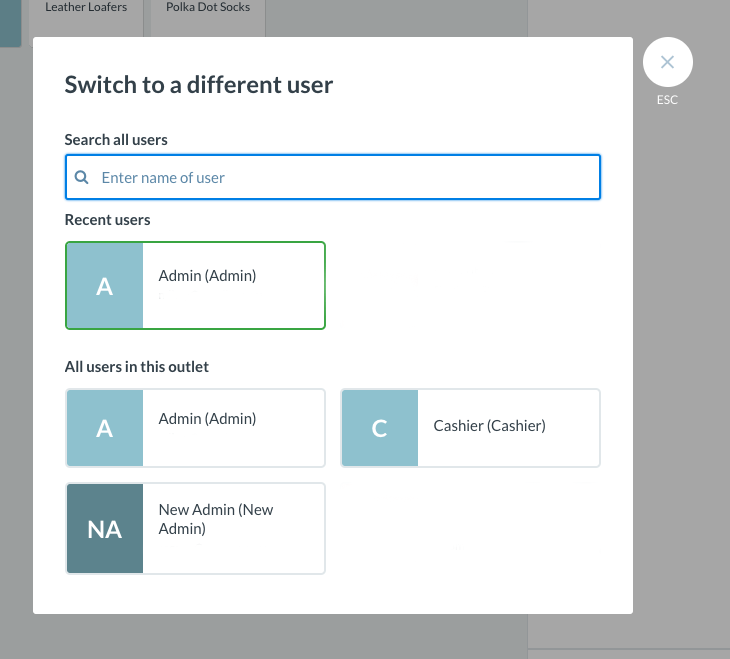 Leather Loafers Polka Dot Socks
Switch to a different user
ESC
Search all users
Enter name of user
Recent users
A Admin (Admin)
All users in this outlet
A Admin (Admin)
C Cashier (Cashier)
NA New Admin (New
Admin)